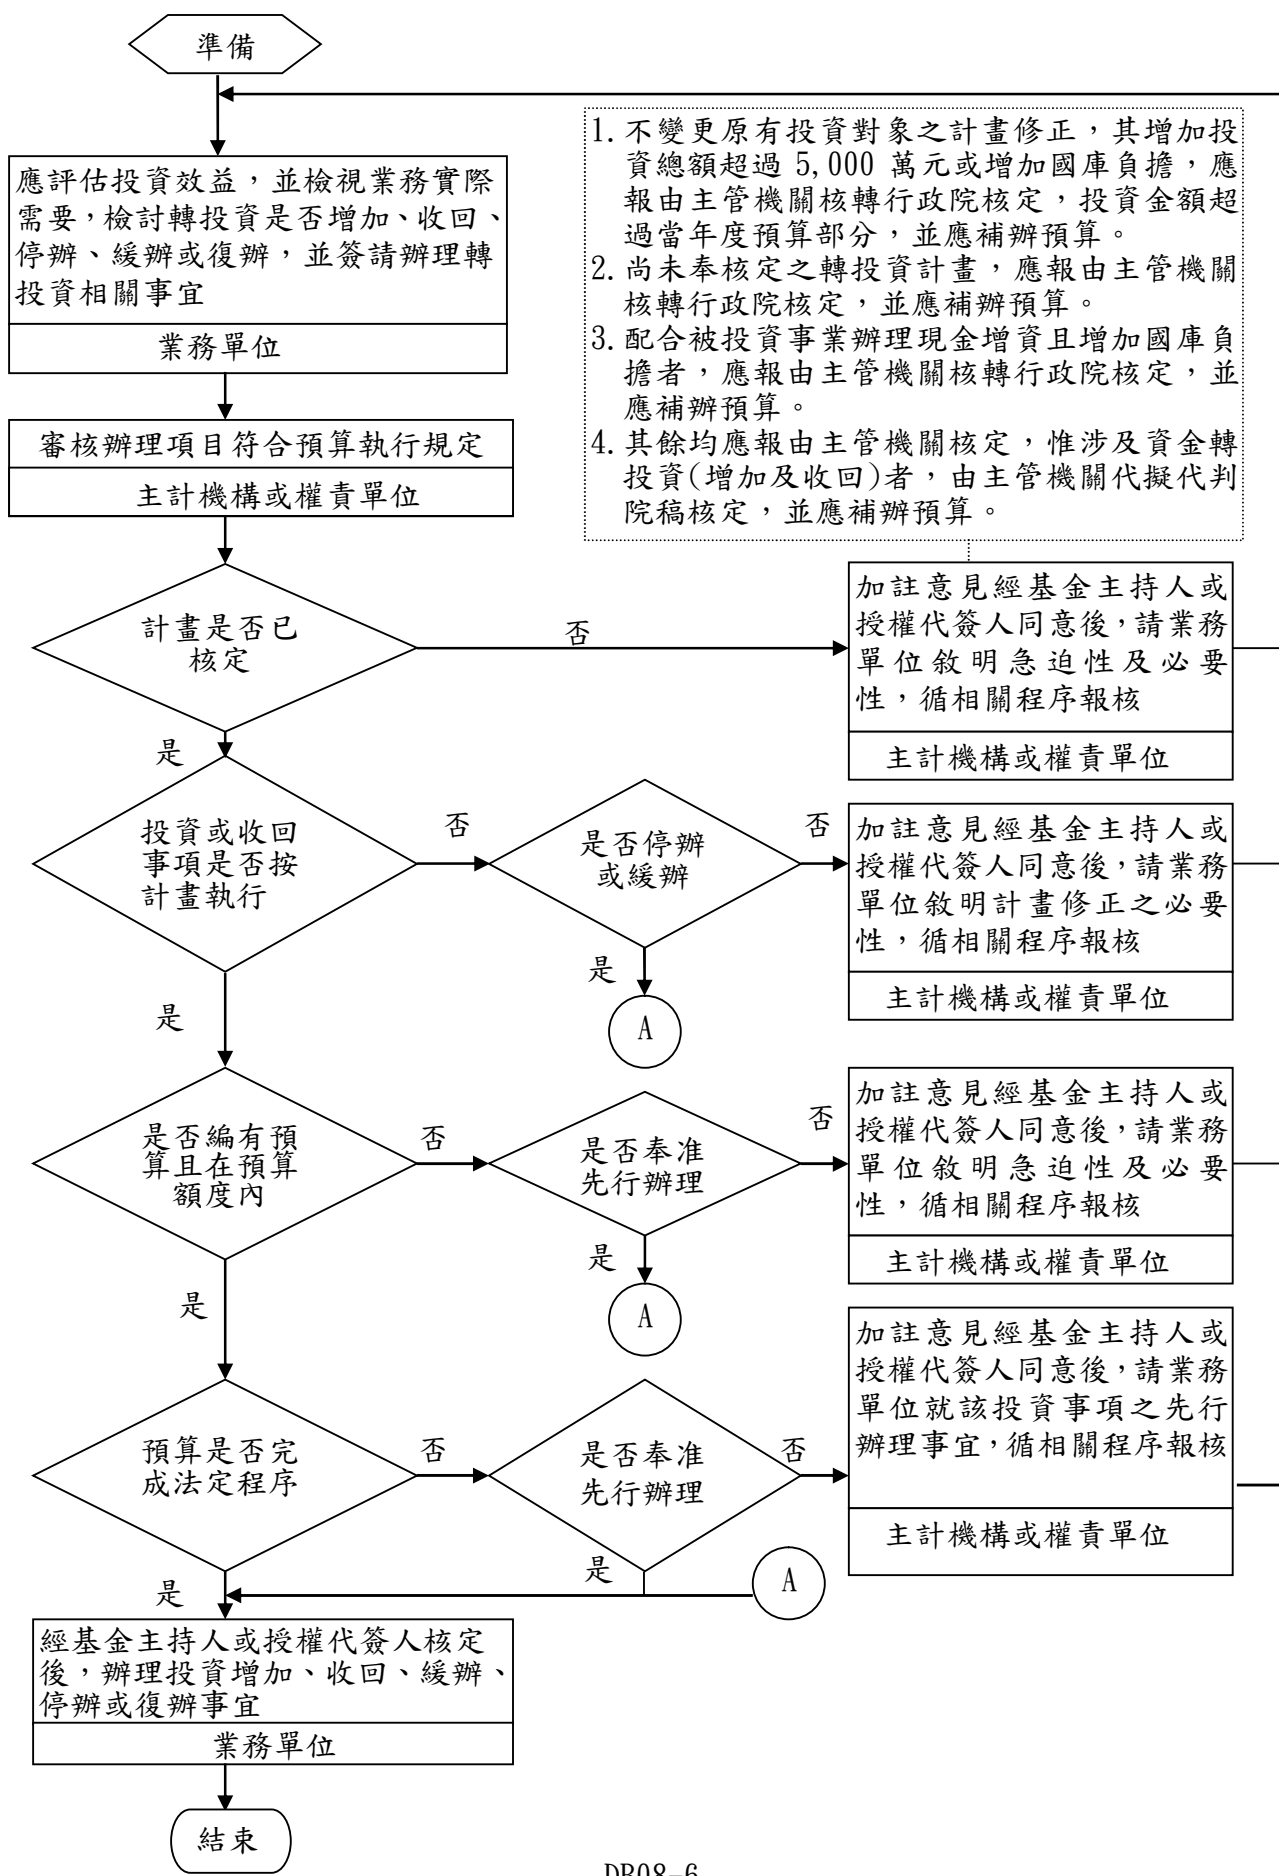 準備
1.不變更原有投資對象之計畫修正，其增加投
資總額超過 5,000 萬元或增加國庫負擔，應
報由主管機關核轉行政院核定，投資金額超
過當年度預算部分，並應補辦預算。
2.尚未奉核定之轉投資計畫，應報由主管機關
核轉行政院核定，並應補辦預算。
3.配合被投資事業辦理現金增資且增加國庫負
擔者，應報由主管機關核轉行政院核定，並
應補辦預算。
4.其餘均應報由主管機關核定，惟涉及資金轉
投資(增加及收回)者，由主管機關代擬代判
院稿核定，並應補辦預算。
應評估投資效益，並檢視業務實際
需要，檢討轉投資是否增加、收回、
停辦、緩辦或復辦，並簽請辦理轉
投資相關事宜
業務單位
審核辦理項目符合預算執行規定
主計機構或權責單位
計畫是否已
核定
否
加註意見經基金主持人或
授權代簽人同意後，請業務
單位敘明急迫性及必要
性，循相關程序報核
主計機構或權責單位
是
投資或收回
事項是否按
計畫執行
否
是否停辦
或緩辦
否
加註意見經基金主持人或
授權代簽人同意後，請業務
單位敘明計畫修正之必要
性，循相關程序報核
主計機構或權責單位
是
A
是
是否編有預
算且在預算
額度內
否
是否奉准
先行辦理
否
加註意見經基金主持人或
授權代簽人同意後，請業務
單位敘明急迫性及必要
性，循相關程序報核
主計機構或權責單位
是
A
是
預算是否完
成法定程序
否
是否奉准
先行辦理
否
加註意見經基金主持人或
授權代簽人同意後，請業務
單位就該投資事項之先行
辦理事宜，循相關程序報核
主計機構或權責單位
是
A
是
經基金主持人或授權代簽人核定
後，辦理投資增加、收回、緩辦、
停辦或復辦事宜
業務單位
結束
DB08-6